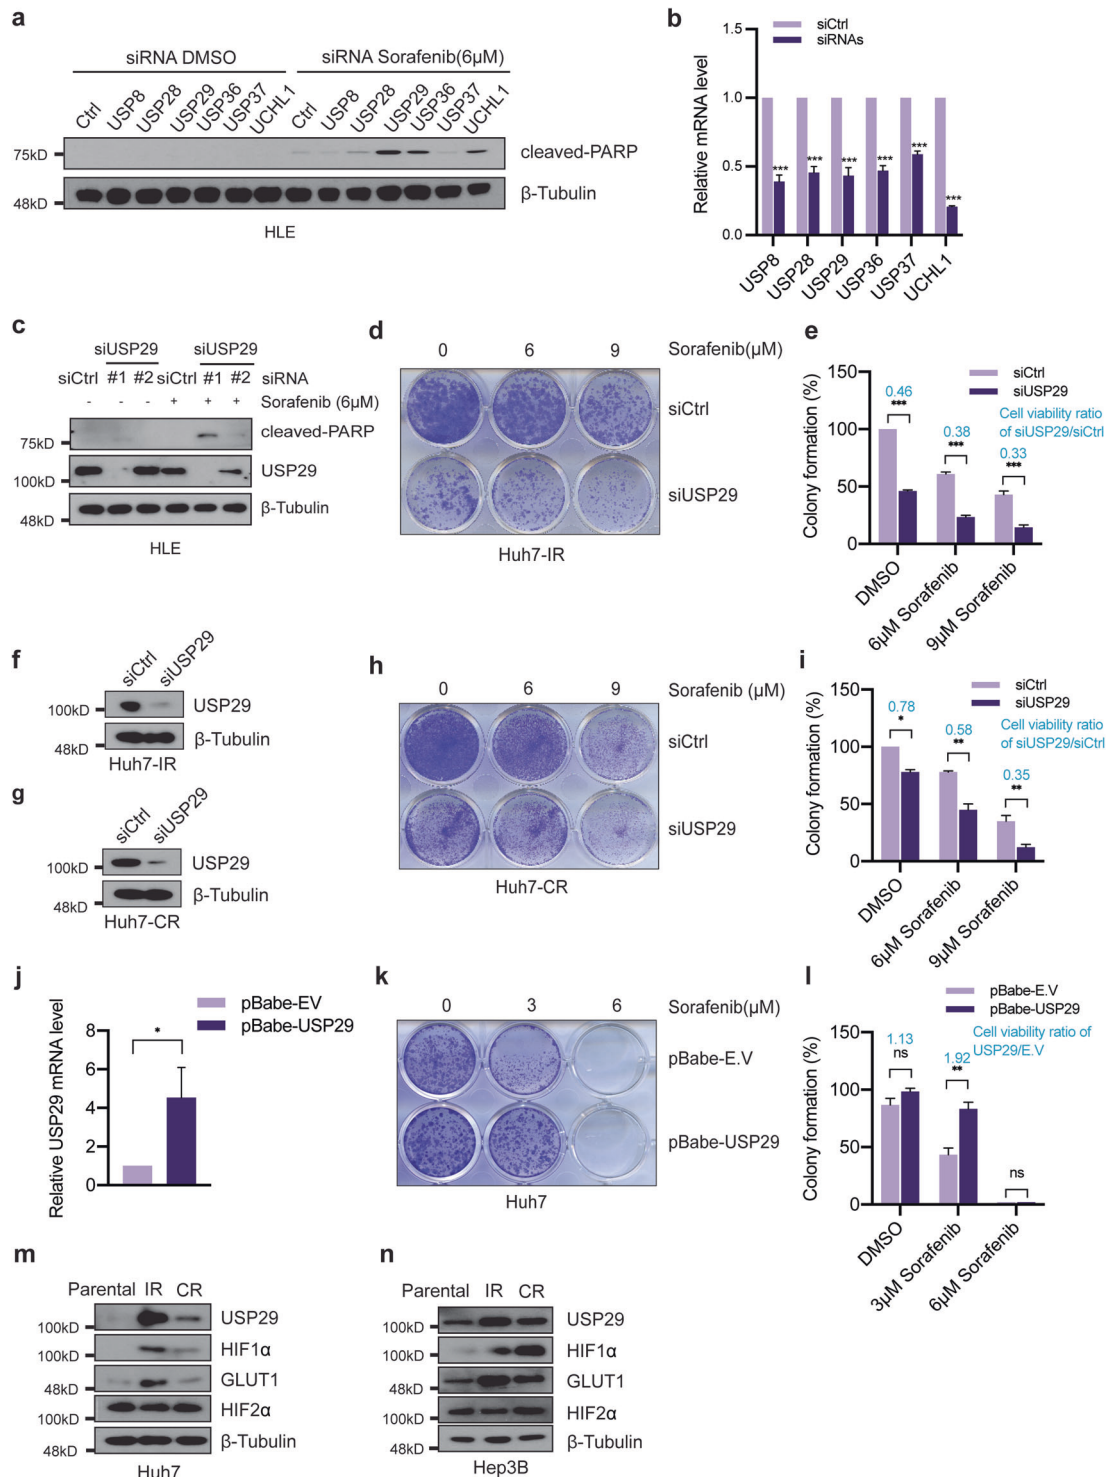 a
siRNA DMSO
siRNA Sorafenib(6μM)
Ctrl
USP8
USP28
USP29
USP36
USP37
UCHL1
Ctrl
USP8
USP28
USP29
USP36
USP37
UCHL1
75kD
cleaved-PARP
48kD
β-Tubulin
HLE
b
siCtrl
siRNAs
Relative mRNA level
1.5
1.0
0.5
0.0
***
***
***
***
***
***
USP8
USP28
USP29
USP36
USP37
UCHL1
c
siUSP29
siUSP29
siCtrl #1 #2 siCtrl #1 #2 siRNA
- - - + + + Sorafenib (6μM)
75kD
cleaved-PARP
100kD
USP29
48kD
β-Tubulin
HLE
d
0 6 9 Sorafenib(μM)
siCtrl
siUSP29
Huh7-IR
e
siCtrl
siUSP29
Cell viability ratio
of siUSP29/siCtrl
Colony formation (%)
150
100
50
0
0.46
***
0.38
***
0.33
***
DMSO
6μM Sorafenib
9μM Sorafenib
f
siCtrl
siUSP29
100kD
USP29
48kD
β-Tubulin
Huh7-IR
g
siCtrl
siUSP29
100kD
USP29
48kD
β-Tubulin
Huh7-CR
h
0 6 9 Sorafenib (μM)
siCtrl
siUSP29
Huh7-CR
i
siCtrl
siUSP29
Cell viability ratio
of siUSP29/siCtrl
Colony formation (%)
150
100
50
0
0.78
*
0.58
**
0.35
**
DMSO
6μM Sorafenib
9μM Sorafenib
j
pBabe-EV
pBabe-USP29
Relative USP29 mRNA level
8
6
4
2
0
*
k
0 3 6 Sorafenib(μM)
pBabe-E.V
pBabe-USP29
Huh7
l
pBabe-E.V
pBabe-USP29
Cell viability ratio of
USP29/E.V
Colony formation (%)
150
100
50
0
1.13
ns
1.92
**
ns
DMSO
3μM Sorafenib
6μM Sorafenib
m
Parental IR CR
100kD
USP29
100kD
HIF1α
48kD
GLUT1
100kD
HIF2α
48kD
β-Tubulin
Huh7
n
Parental IR CR
100kD
USP29
100kD
HIF1α
48kD
GLUT1
100kD
HIF2α
48kD
β-Tubulin
Hep3B